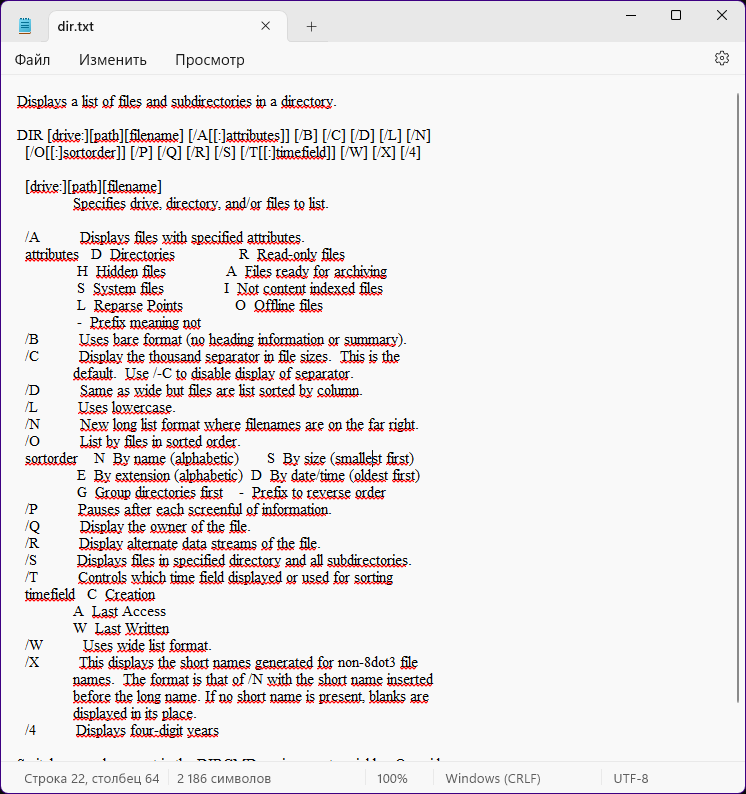 dir.txt
Файл Изменить Просмотр
Displays a list of files and subdirectories in a directory.
DIR [drive:][path][filename] [/A[[:]attributes]] [/B] [/C] [/D] [/L] [/N]
[/O[[:]sortorder]] [/P] [/Q] [/R] [/S] [/T[[:]timefield]] [/W] [/X] [/4]
[drive:][path][filename]
Specifies drive, directory, and/or files to list.
/A Displays files with specified attributes.
attributes D Directories R Read-only files
H Hidden files A Files ready for archiving
S System files I Not content indexed files
L Reparse Points O Offline files
- Prefix meaning not
/B Uses bare format (no heading information or summary).
/C Display the thousand separator in file sizes. This is the
default. Use /-C to disable display of separator.
/D Same as wide but files are list sorted by column.
/L Uses lowercase.
/N New long list format where filenames are on the far right.
/O List by files in sorted order.
sortorder N By name (alphabetic) S By size (smallest first)
E By extension (alphabetic) D By date/time (oldest first)
G Group directories first - Prefix to reverse order
/P Pauses after each screenful of information.
/Q Display the owner of the file.
/R Display alternate data streams of the file.
/S Displays files in specified directory and all subdirectories.
/T Controls which time field displayed or used for sorting
timefield C Creation
A Last Access
W Last Written
/W Uses wide list format.
/X This displays the short names generated for non-8dot3 file
names. The format is that of /N with the short name inserted
before the long name. If no short name is present, blanks are
displayed in its place.
/4 Displays four-digit years
Строка 22, столбец 64 2 186 символов 100% Windows (CRLF) UTF-8